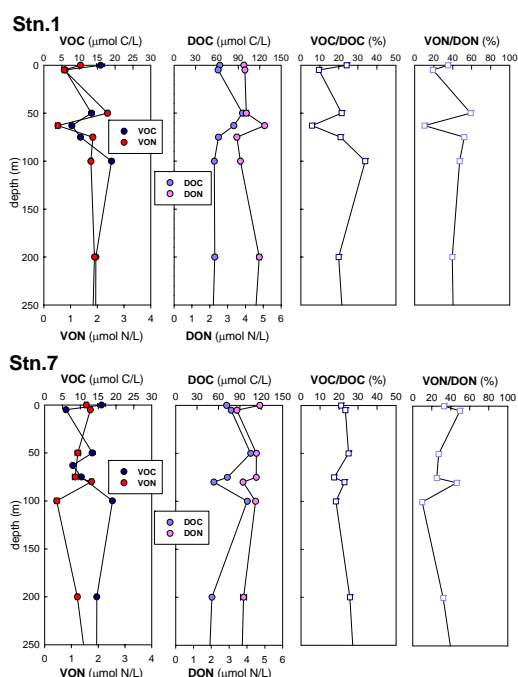 Stn.1
VOC (μmol C/L) DOC (μmol C/L) VOC/DOC (%) VON/DON (%)
0 5 10 15 20 25 30 0 30 60 90 120 150 0 10 20 30 40 50 0 20 40 60 80 100
0
50
100
150
200
250
depth (m)
VOC
VON
DOC
DON
0 1 2 3 4 0 1 2 3 4 5 6
VON (μmol N/L) DON (μmol N/L)
Stn.7
VOC (μmol C/L) DOC (μmol C/L) VOC/DOC (%) VON/DON (%)
0 5 10 15 20 25 30 0 30 60 90 120 150 0 10 20 30 40 50 0 20 40 60 80 100
0
50
100
150
200
250
depth (m)
VOC
VON
DOC
DON
0 1 2 3 4 0 1 2 3 4 5 6
VON (μmol N/L) DON (μmol N/L)